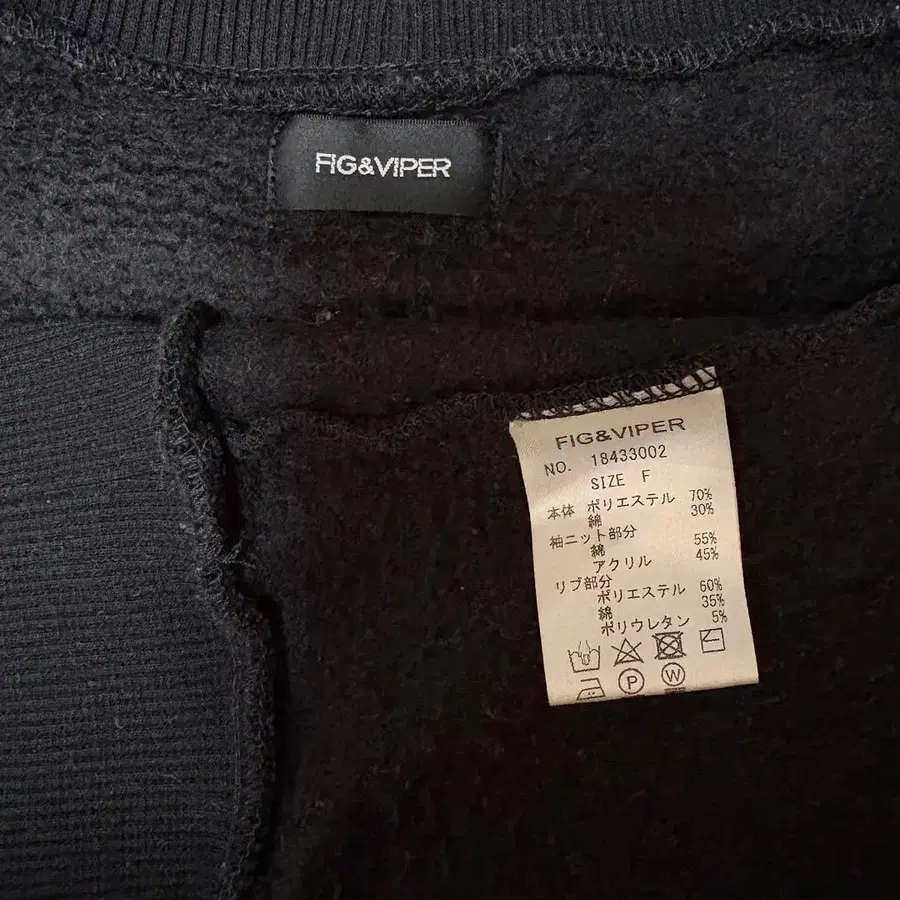 FIG&VIPER
FIG&VIPER
NO. 18433002
SIZE F
本体 ポリエステル 70%
綿 30%
袖ニット部分
綿 55%
アクリル 45%
リブ部分
ポリエステル 60%
綿 35%
ポリウレタン 5%
P W